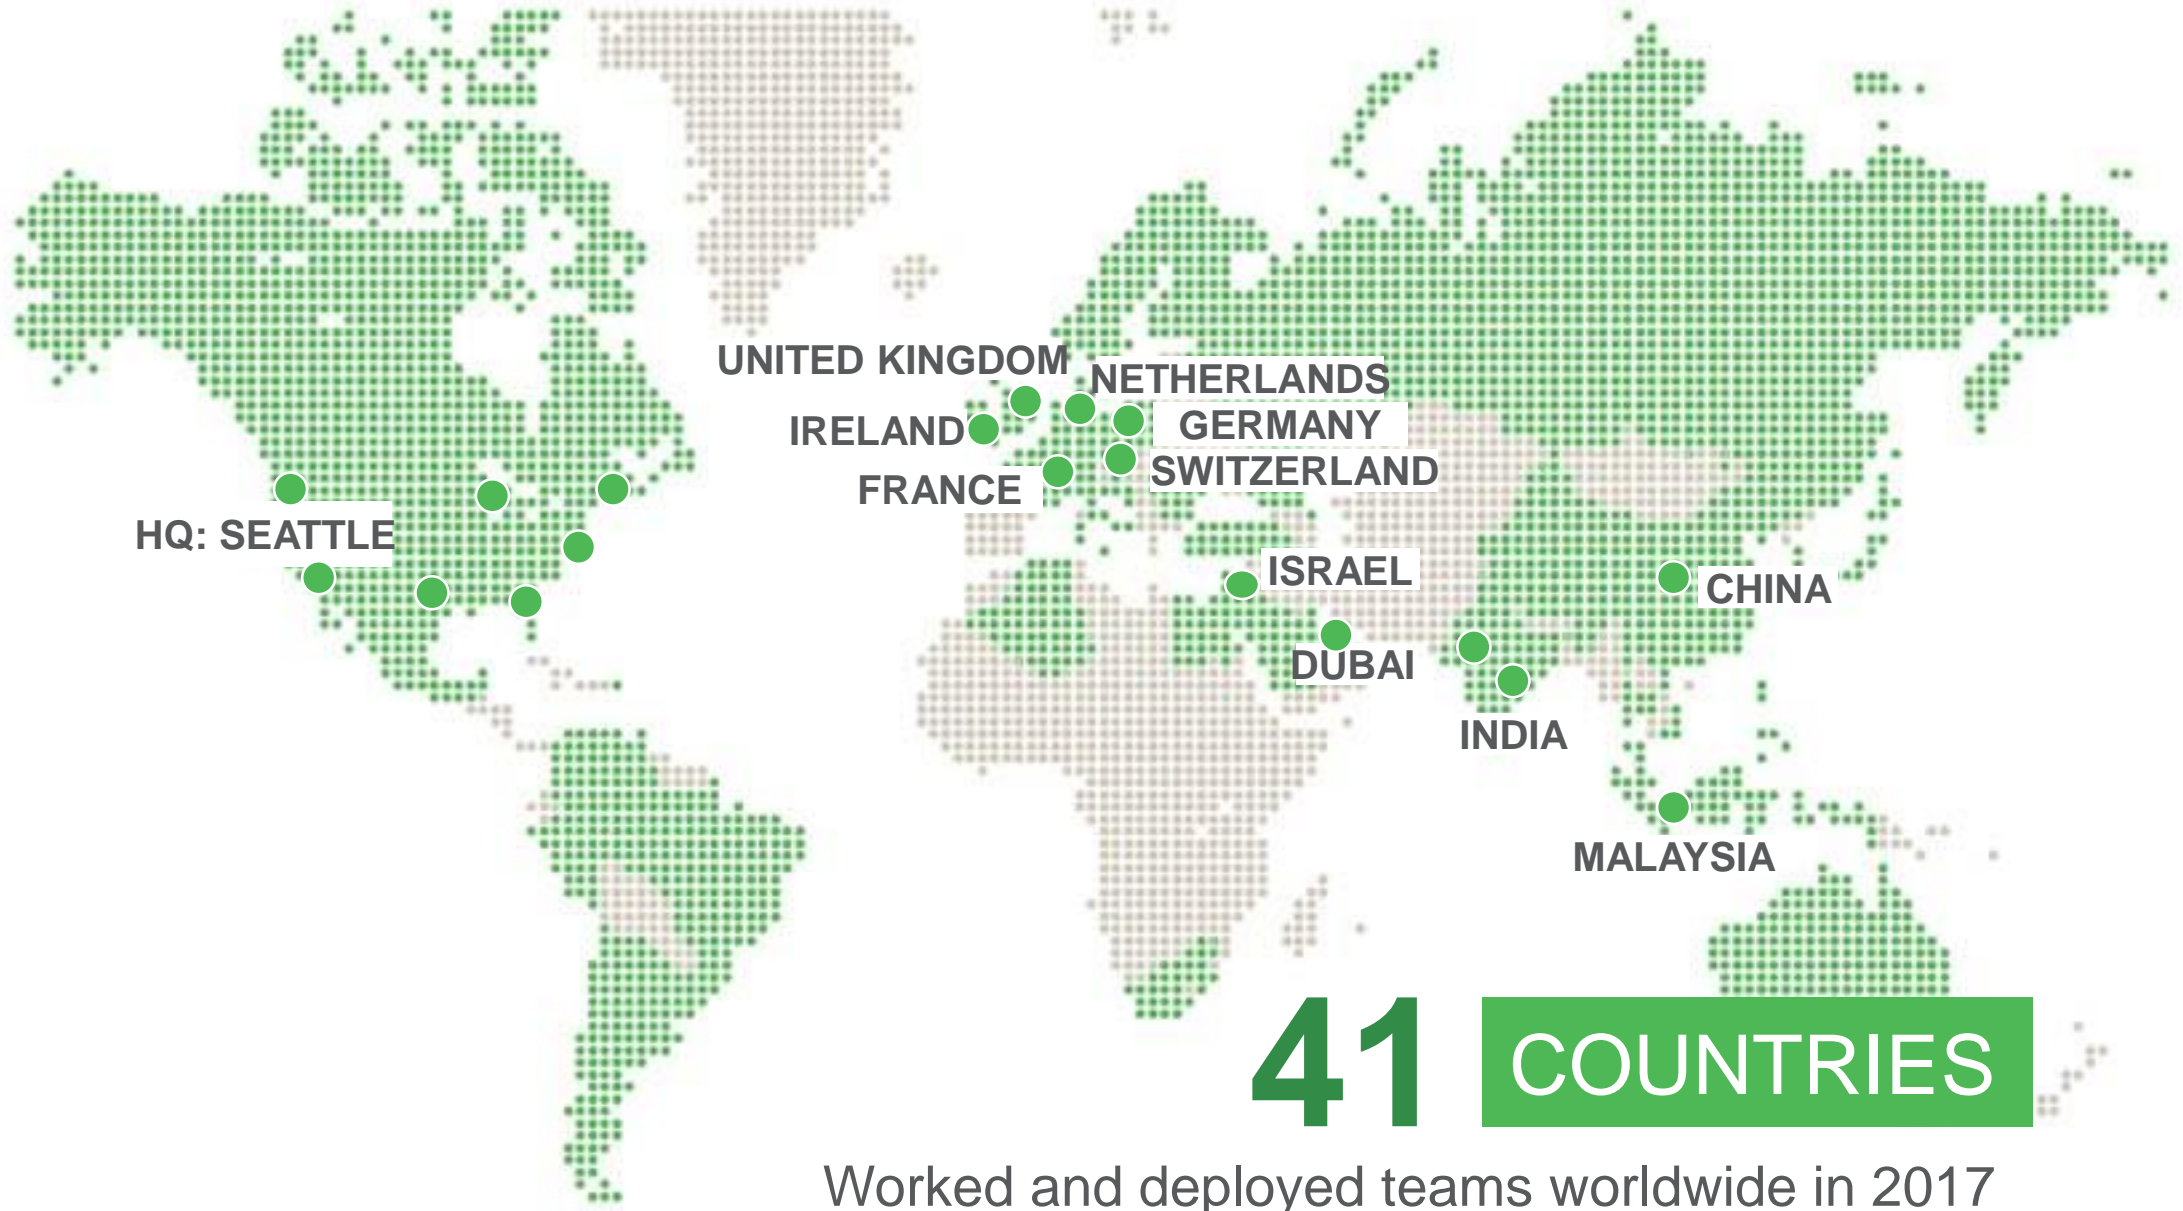 UNITED KINGDOM
NETHERLANDS
IRELAND
GERMANY
SWITZERLAND
FRANCE
HQ: SEATTLE
ISRAEL
CHINA
DUBAI
INDIA
MALAYSIA
41 COUNTRIES
Worked and deployed teams worldwide in 2017